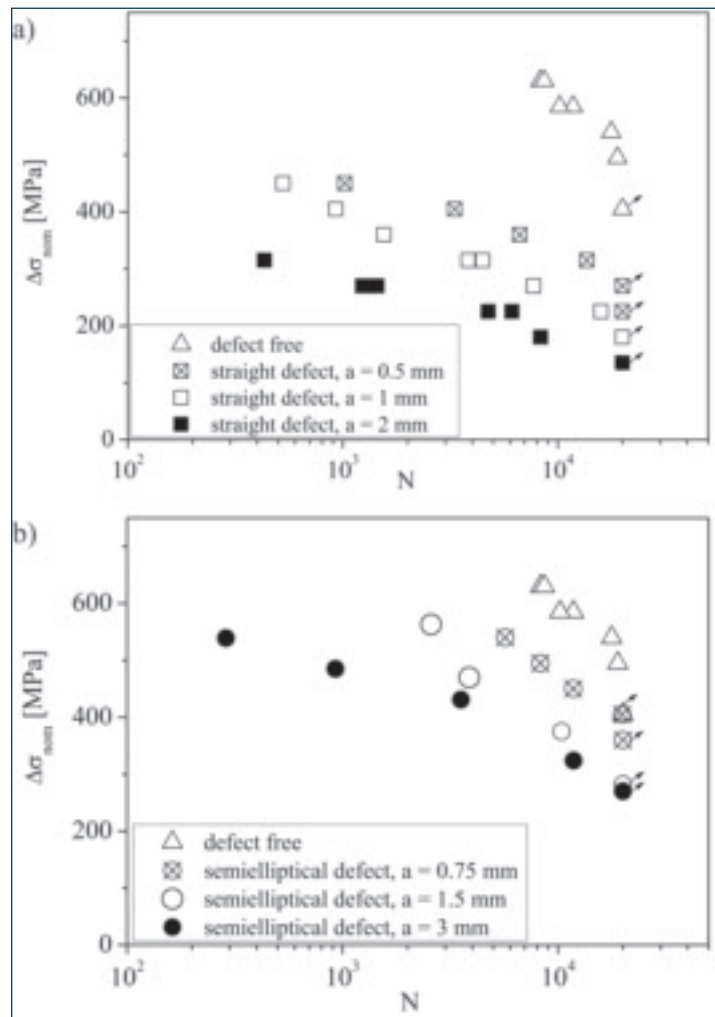 a)
600
400
200
0
Δσnom [MPa]
△ defect free
⊠ straight defect, a = 0.5 mm
□ straight defect, a = 1 mm
■ straight defect, a = 2 mm
10² 10³ 10⁴
N
b)
600
400
200
0
Δσnom [MPa]
△ defect free
⊠ semielliptical defect, a = 0.75 mm
○ semielliptical defect, a = 1.5 mm
● semielliptical defect, a = 3 mm
10² 10³ 10⁴
N